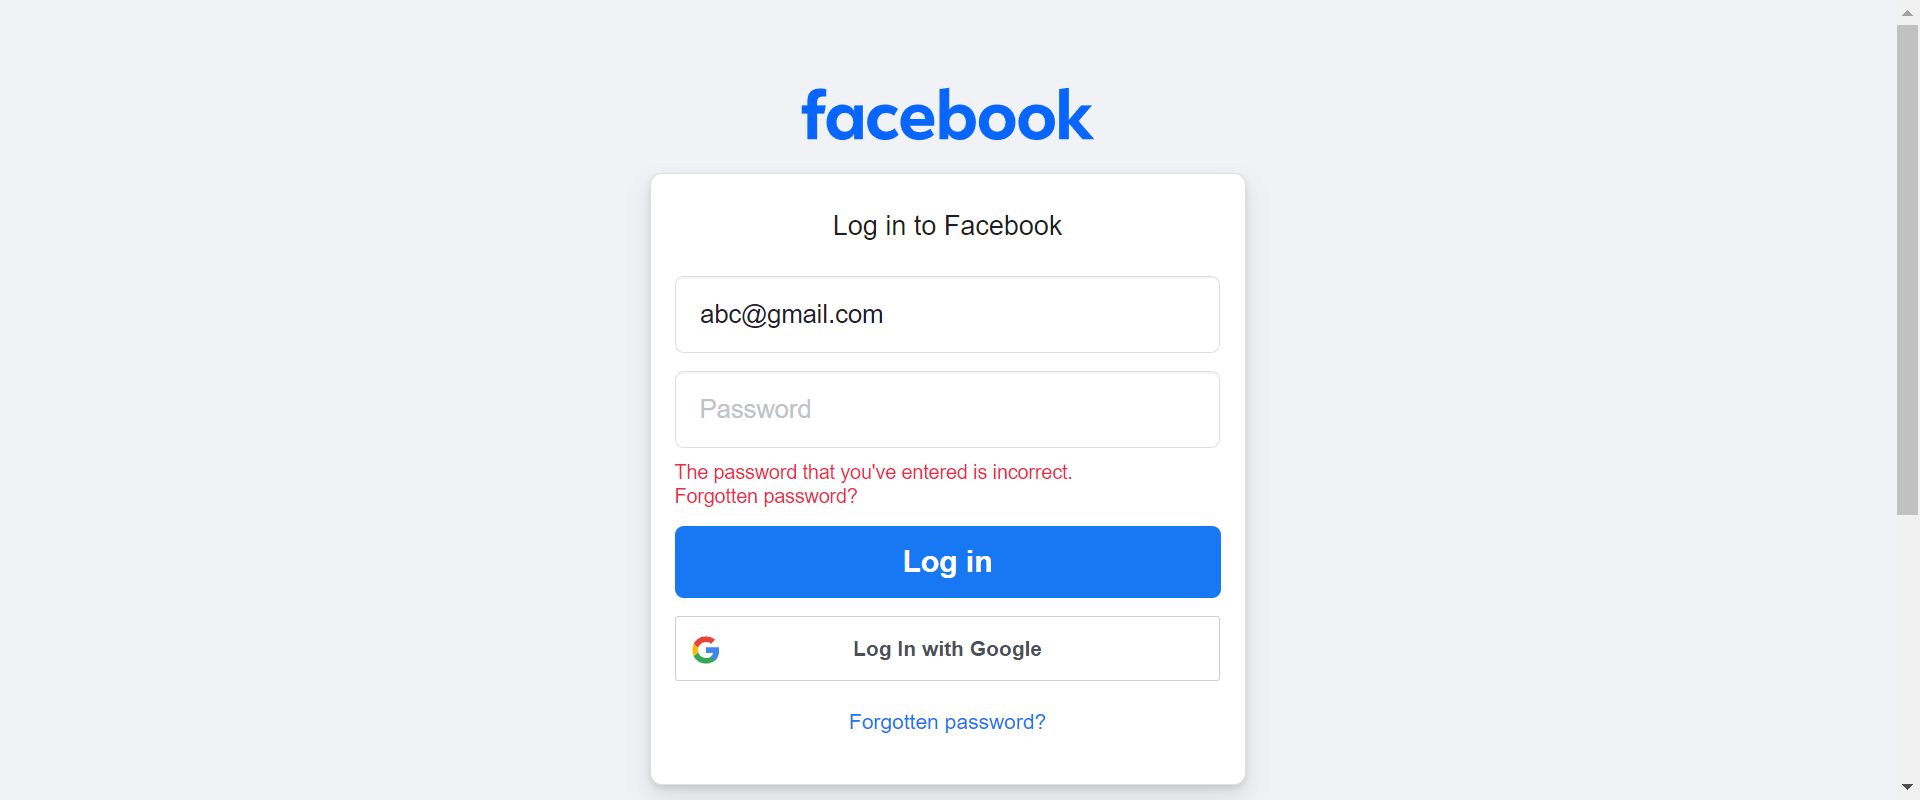 facebook
Log in to Facebook
abc@gmail.com
Password
The password that you've entered is incorrect.
Forgotten password?
Log in
Log In with Google
Forgotten password?